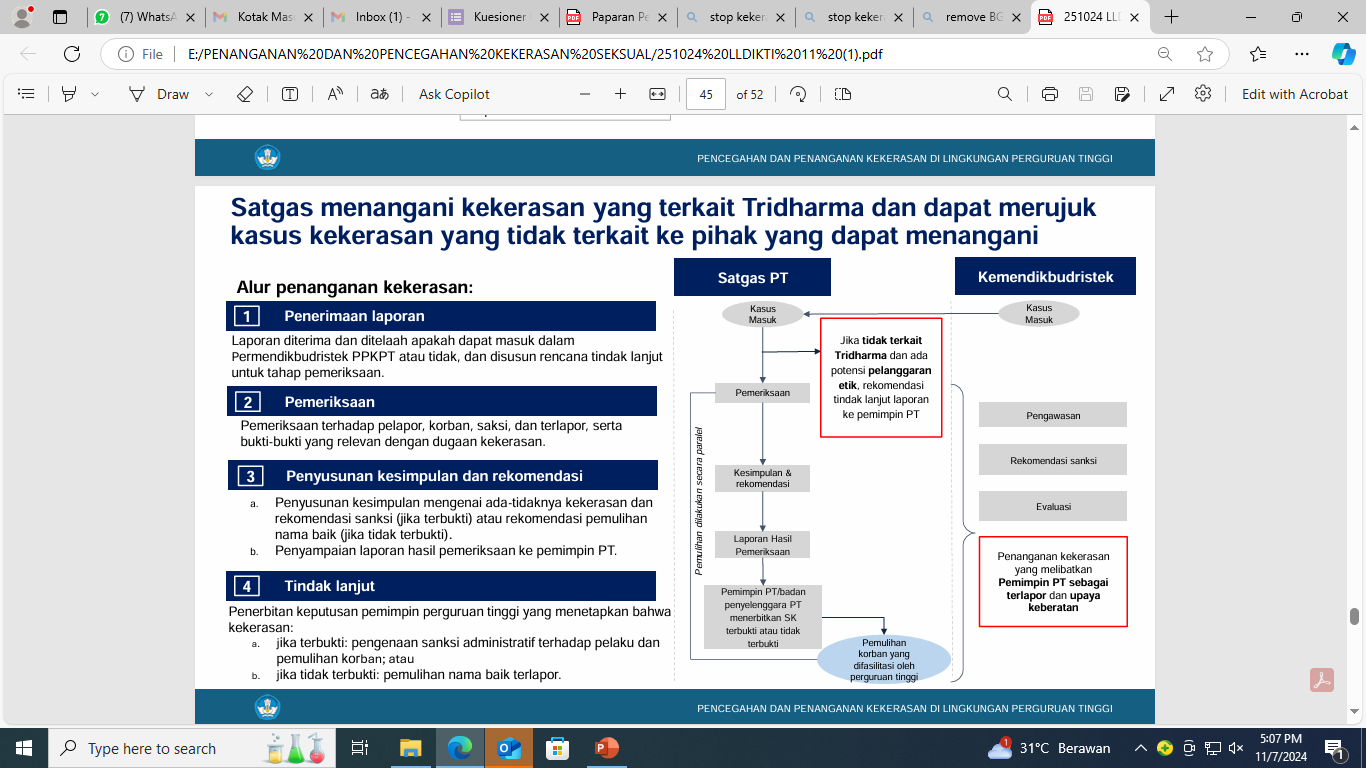 (7) WhatsA
Kotak Mas
Inbox (1) -
Kuesioner
Paparan Pe
stop keker
stop keker
remove BG
251024 LLD
File
E:/PENANGANAN%20DAN%20PENCEGAHAN%20KEKERASAN%20SEKSUAL/251024%20LLDIKTI%2011%20(1).pdf
Draw
Ask Copilot
45
of 52
Edit with Acrobat
PENCEGAHAN DAN PENANGANAN KEKERASAN DI LINGKUNGAN PERGURUAN TINGGI
Satgas menangani kekerasan yang terkait Tridharma dan dapat merujuk
kasus kekerasan yang tidak terkait ke pihak yang dapat menangani
Alur penanganan kekerasan:
1 Penerimaan laporan
Laporan diterima dan ditelaah apakah dapat masuk dalam
Permendikbudristek PPKPT atau tidak, dan disusun rencana tindak lanjut
untuk tahap pemeriksaan.
2 Pemeriksaan
Pemeriksaan terhadap pelapor, korban, saksi, dan terlapor, serta
bukti-bukti yang relevan dengan dugaan kekerasan.
3 Penyusunan kesimpulan dan rekomendasi
a. Penyusunan kesimpulan mengenai ada-tidaknya kekerasan dan
rekomendasi sanksi (jika terbukti) atau rekomendasi pemulihan
nama baik (jika tidak terbukti).
b. Penyampaian laporan hasil pemeriksaan ke pemimpin PT.
4 Tindak lanjut
Penerbitan keputusan pemimpin perguruan tinggi yang menetapkan bahwa
kekerasan:
a. jika terbukti: pengenaan sanksi administratif terhadap pelaku dan
pemulihan korban; atau
b. jika tidak terbukti: pemulihan nama baik terlapor.
Satgas PT
Kasus
Masuk
Jika tidak terkait
Tridharma dan ada
potensi pelanggaran
etik, rekomendasi
tindak lanjut laporan
ke pemimpin PT
Pemeriksaan
Pemulihan dilakukan secara paralel
Kesimpulan &
rekomendasi
Laporan Hasil
Pemeriksaan
Pemimpin PT/badan
penyelenggara PT
menerbitkan SK
terbukti atau tidak
terbukti
Pemulihan
korban yang
difasilitasi oleh
perguruan tinggi
Kemendikbudristek
Kasus
Masuk
Pengawasan
Rekomendasi sanksi
Evaluasi
Penanganan kekerasan
yang melibatkan
Pemimpin PT sebagai
terlapor dan upaya
keberatan
PENCEGAHAN DAN PENANGANAN KEKERASAN DI LINGKUNGAN PERGURUAN TINGGI
Type here to search
31°C Berawan
5:07 PM
11/7/2024